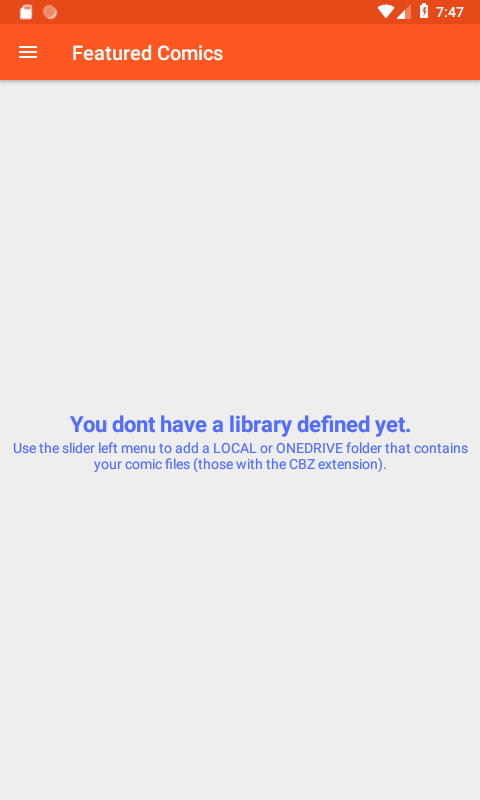 7:47
Featured Comics
You dont have a library defined yet.
Use the slider left menu to add a LOCAL or ONEDRIVE folder that contains
your comic files (those with the CBZ extension).